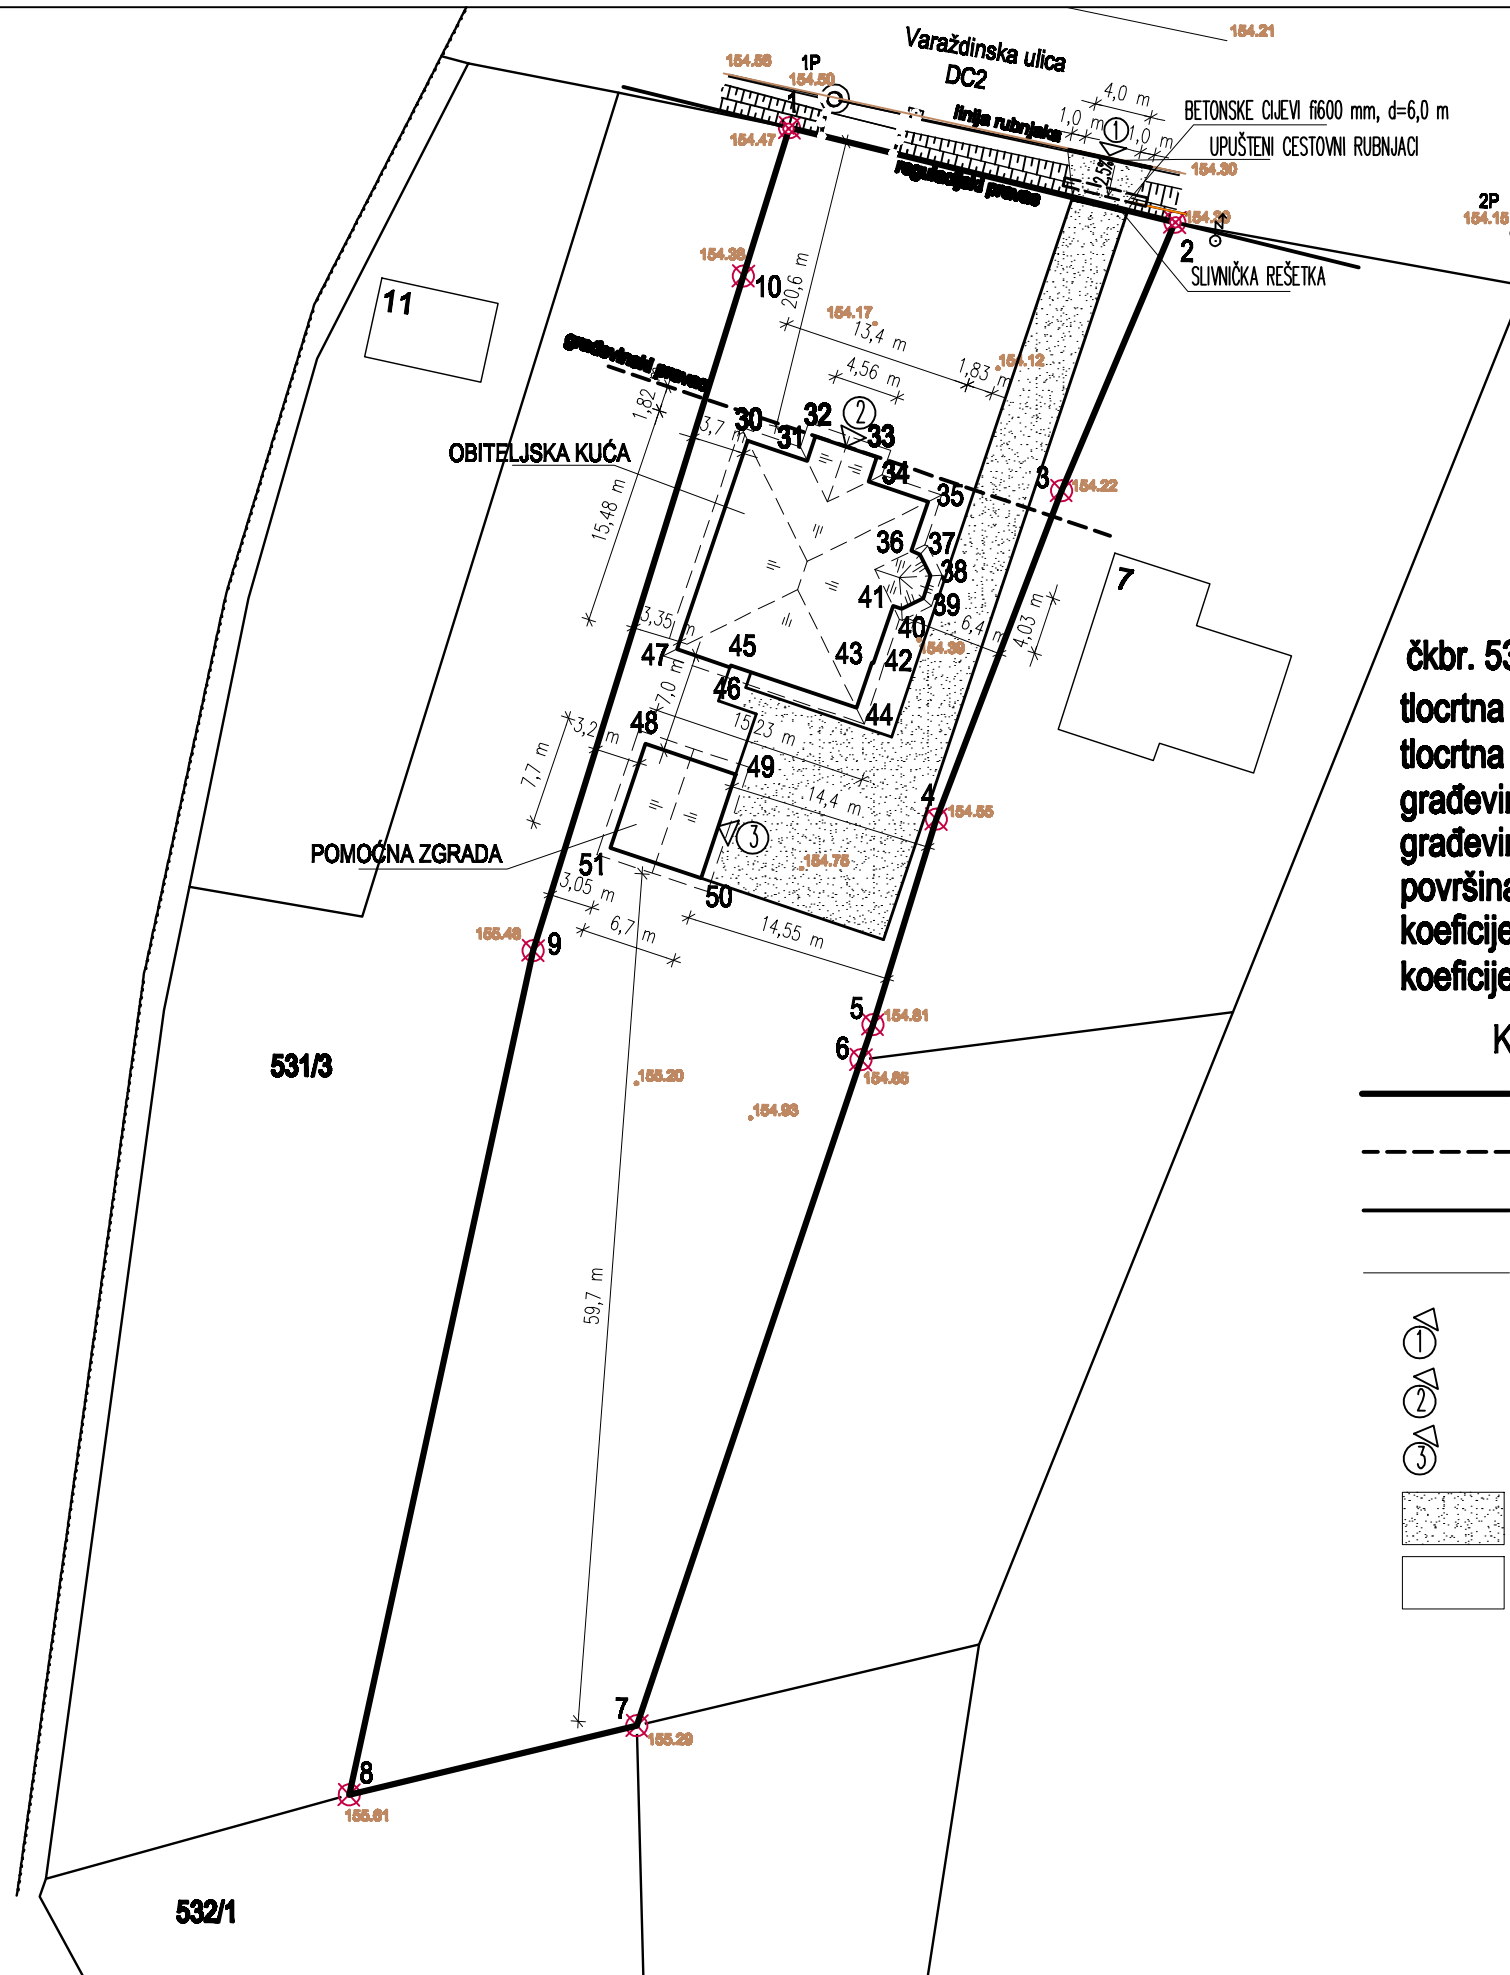 154.21
Varaždinska ulica
DC2
154.56
1P
154.50
1
154.47
4,0 m
1,0 m
1
1,0 m
linija rubnjaka
BETONSKE CIJEVI fi600 mm, d=6,0 m
UPUŠTENI CESTOVNI RUBNJACI
154.30
regulacijski pravac
2P
154.15
2
SLIVNIČKA REŠETKA
154.38
10
20,6 m
154.17
13,4 m
154.12
1,83 m
4,56 m
11
građevinski pravac
3,7 m
30
31
32
2
33
34
35
OBITELJSKA KUĆA
15,48 m
3
154.22
36
37
38
39
40
41
42
43
44
45
46
47
3,35 m
7,0 m
154.39
6,4 m
4,03 m
7
15,23 m
48
49
3,2 m
7,7 m
14,4 m
4
154.55
3
154.75
POMOĆNA ZGRADA
51
50
3,05 m
6,7 m
14,55 m
155.48
9
5
154.81
6
154.65
531/3
155.20
154.93
59,7 m
7
155.29
8
155.61
532/1
čkbr. 53
tlocrtna
tlocrtna
građevin
građevin
površina
koeficije
koeficije
K
1
2
3